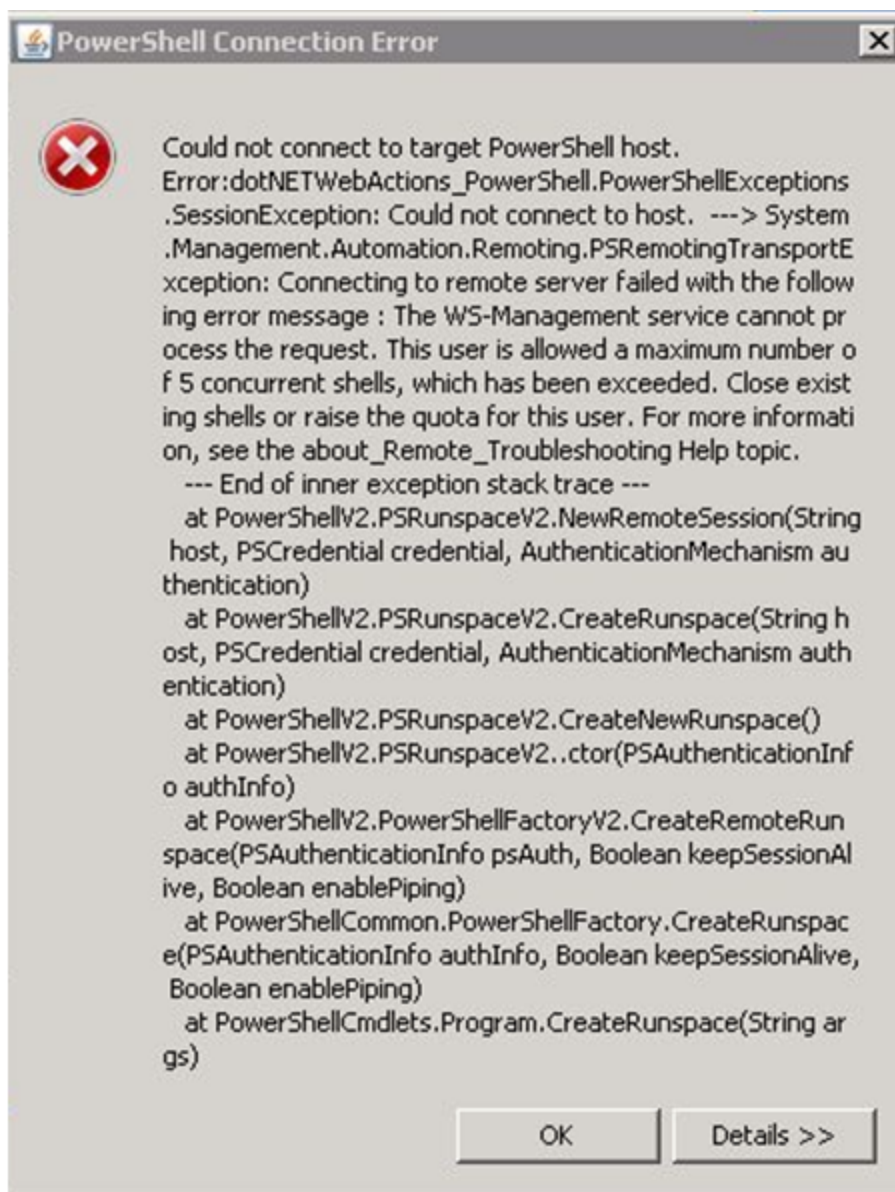 PowerShell Connection Error
Could not connect to target PowerShell host.
Error:dotNETWebActions_PowerShell.PowerShellExceptions
.SessionException: Could not connect to host. ---> System
.Management.Automation.Remoting.PSRemotingTransportE
xception: Connecting to remote server failed with the follow
ing error message : The WS-Management service cannot pr
ocess the request. This user is allowed a maximum number o
f 5 concurrent shells, which has been exceeded. Close exist
ing shells or raise the quota for this user. For more informati
on, see the about_Remote_Troubleshooting Help topic.
--- End of inner exception stack trace ---
at PowerShellV2.PSRunspaceV2.NewRemoteSession(String
host, PSCredential credential, AuthenticationMechanism au
thentication)
at PowerShellV2.PSRunspaceV2.CreateRunspace(String h
ost, PSCredential credential, AuthenticationMechanism auth
entication)
at PowerShellV2.PSRunspaceV2.CreateNewRunspace()
at PowerShellV2.PSRunspaceV2..ctor(PSAuthenticationInf
o authInfo)
at PowerShellV2.PowerShellFactoryV2.CreateRemoteRun
space(PSAuthenticationInfo psAuth, Boolean keepSessionAl
ive, Boolean enablePiping)
at PowerShellCommon.PowerShellFactory.CreateRunspac
e(PSAuthenticationInfo authInfo, Boolean keepSessionAlive,
Boolean enablePiping)
at PowerShellCmdlets.Program.CreateRunspace(String ar
gs)
OK
Details >>